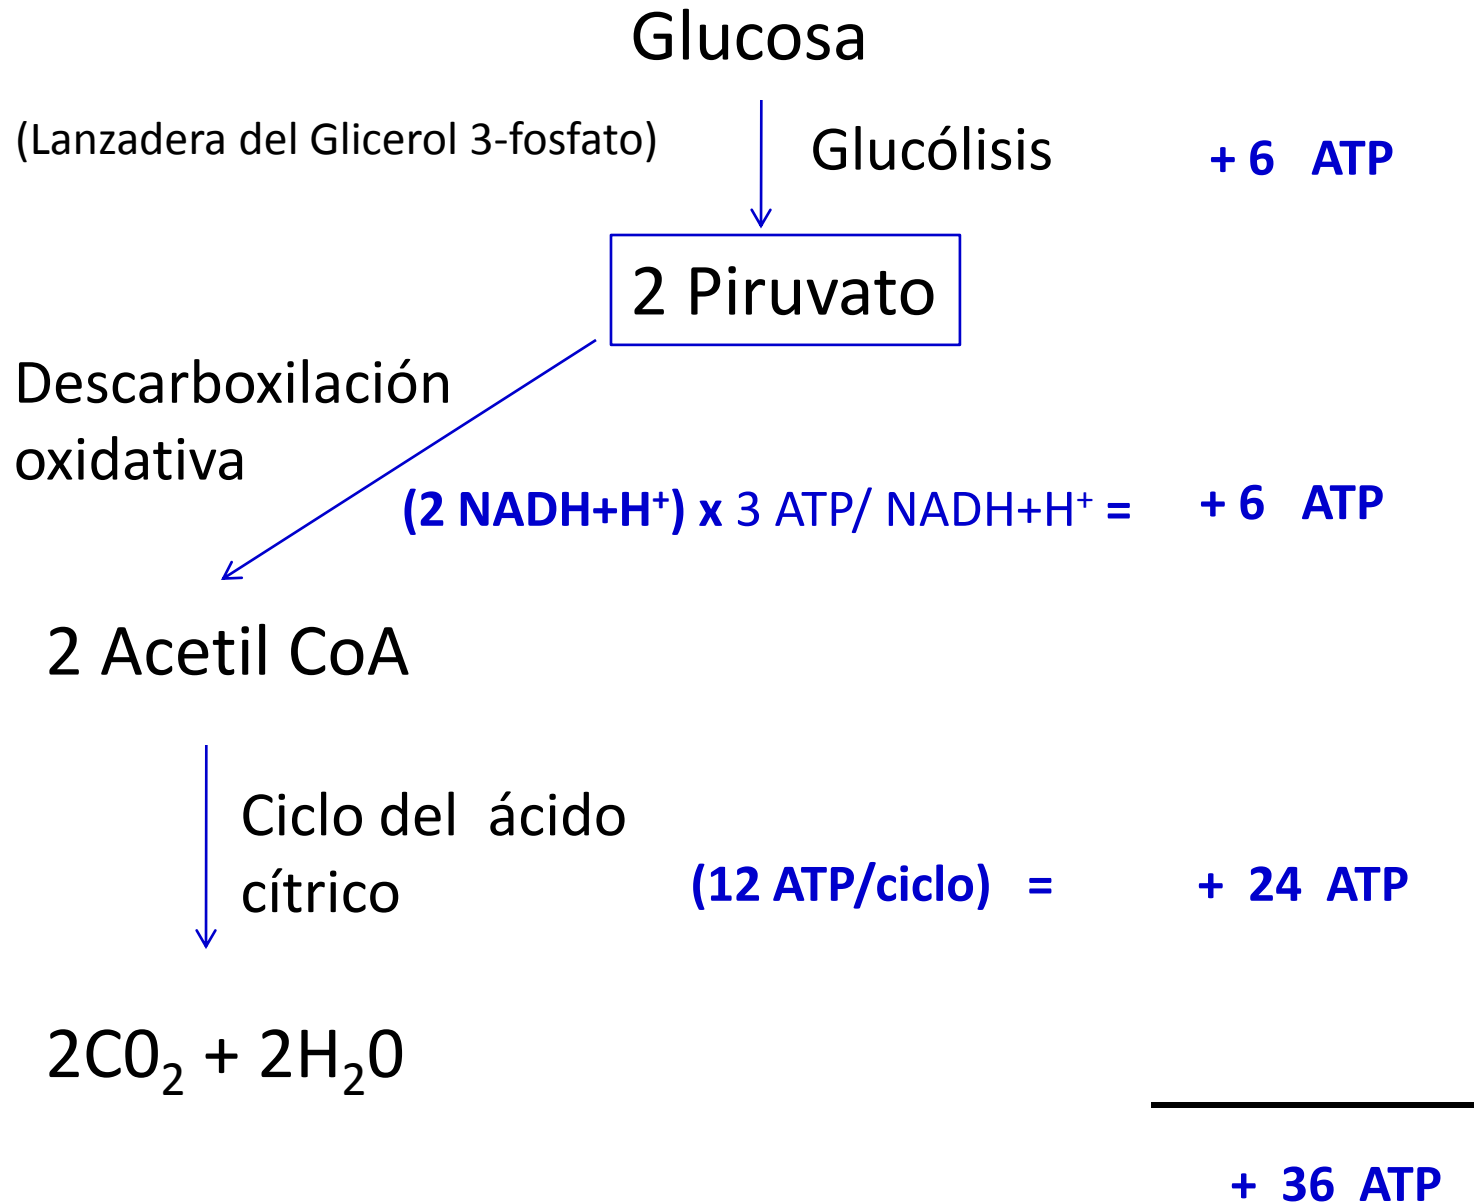 Glucosa
(Lanzadera del Glicerol 3-fosfato)
Glucólisis
+ 6 ATP
2 Piruvato
Descarboxilación
oxidativa
(2 NADH+H⁺) x 3 ATP/ NADH+H⁺ =
+ 6 ATP
2 Acetil CoA
Ciclo del ácido
cítrico
(12 ATP/ciclo) =
+ 24 ATP
2C0₂ + 2H₂0
+ 36 ATP